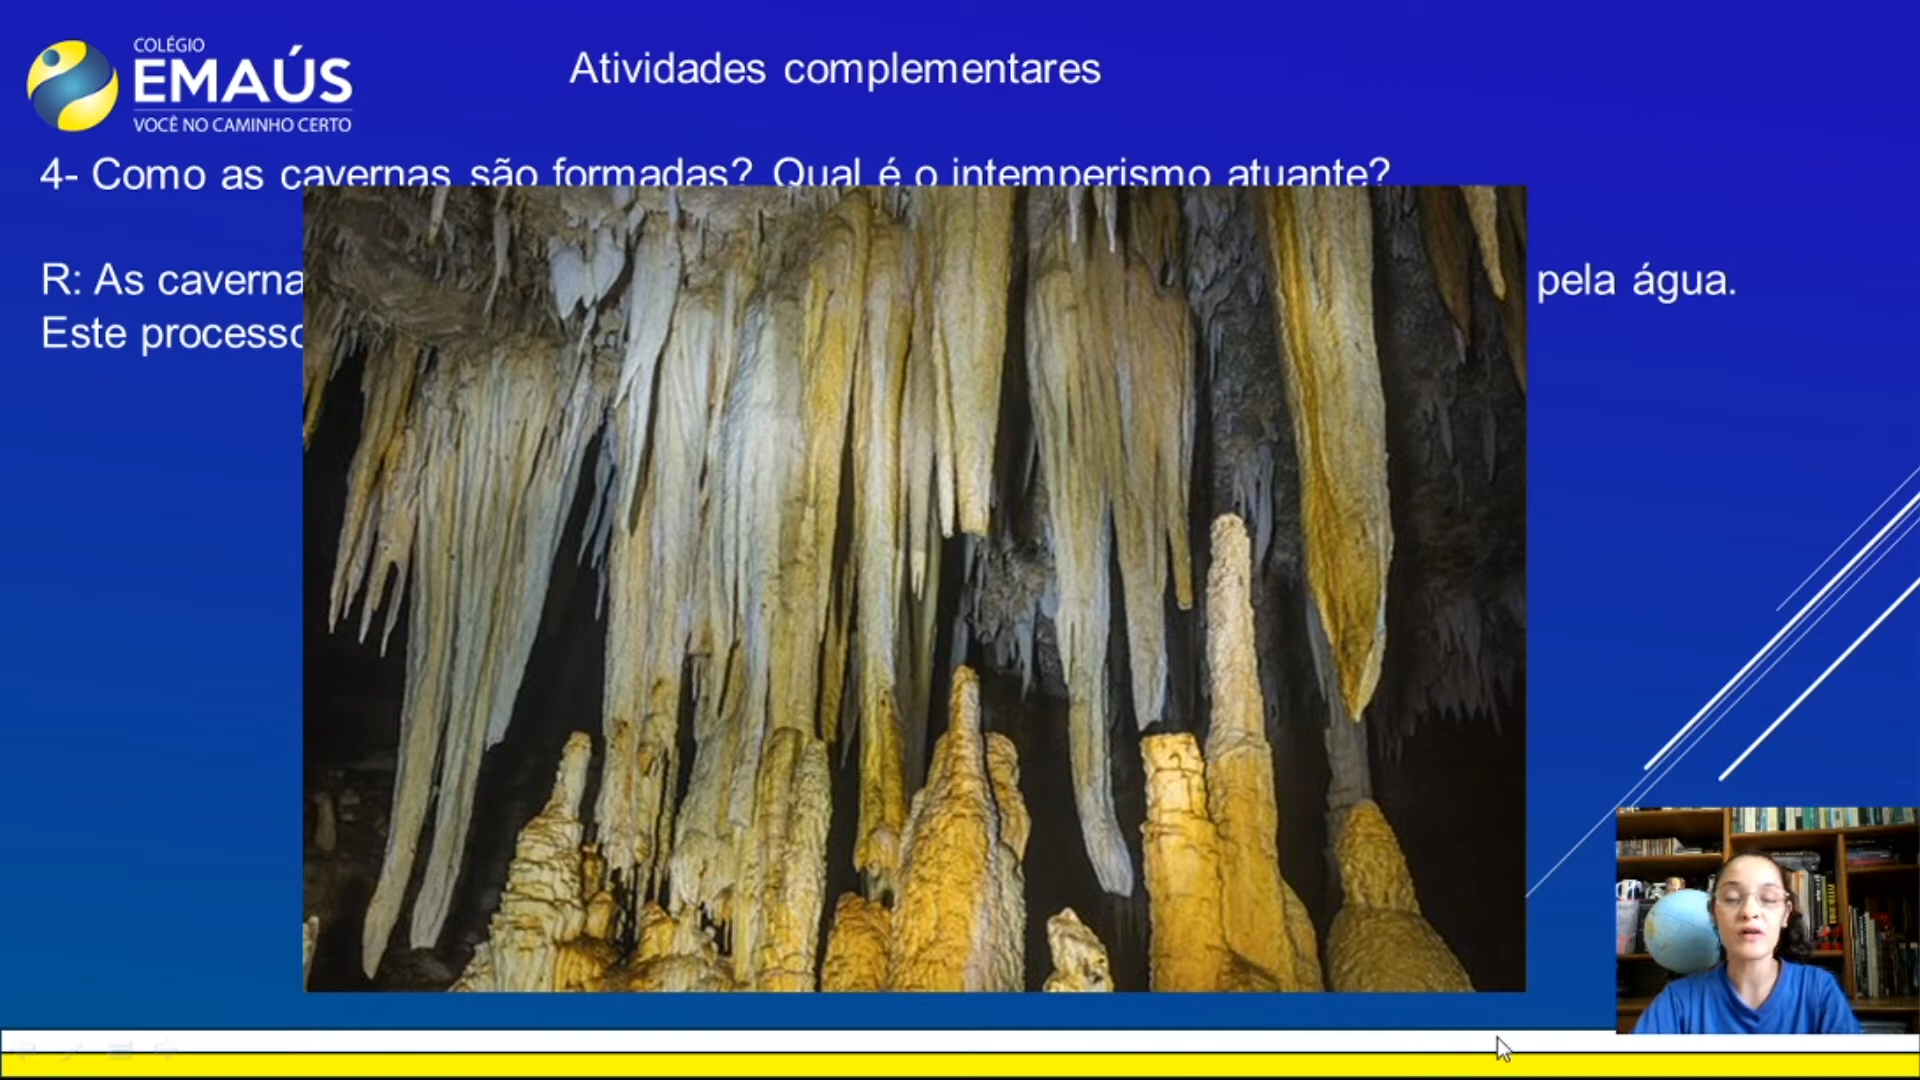 COLÉGIO
EMAÚS
VOCÊ NO CAMINHO CERTO
Atividades complementares
4- Como as cavernas são formadas? Qual é o intemperismo atuante?
R: As caverna pela água.
Este processo